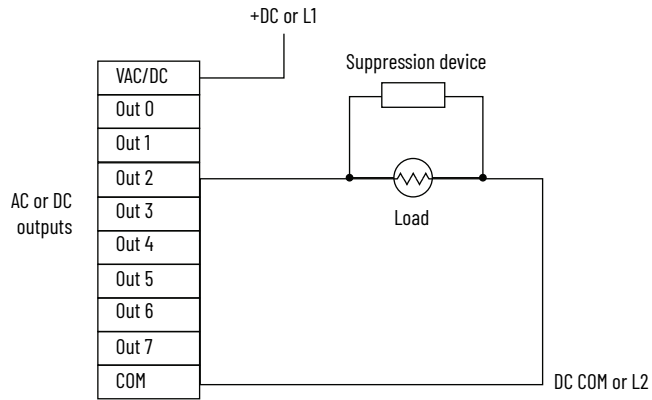 +DC or L1
VAC/DC
Out 0
Out 1
Out 2
Out 3
Out 4
Out 5
Out 6
Out 7
COM
AC or DC
outputs
Suppression device
Load
DC COM or L2